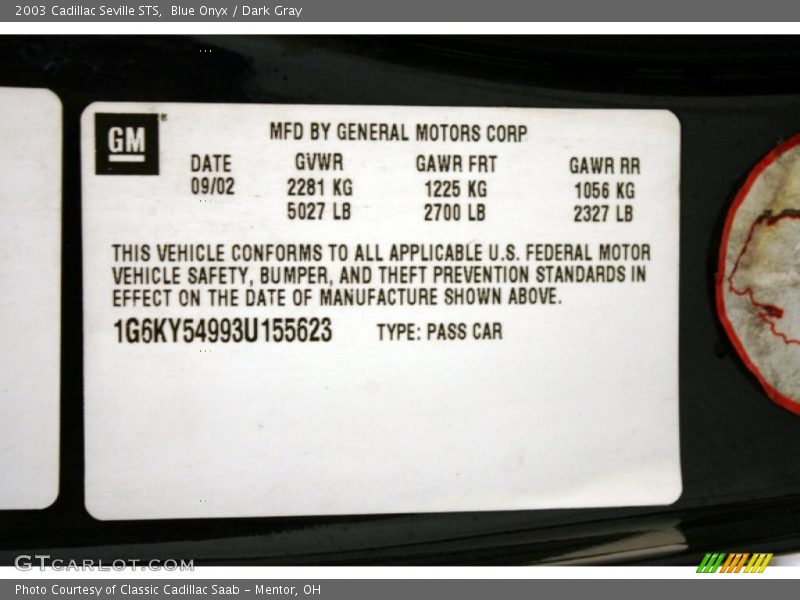 2003 Cadillac Seville STS, Blue Onyx / Dark Gray
GM®
MFD BY GENERAL MOTORS CORP
DATE GVWR GAWR FRT GAWR RR
09/02 2281 KG 1225 KG 1056 KG
5027 LB 2700 LB 2327 LB
THIS VEHICLE CONFORMS TO ALL APPLICABLE U.S. FEDERAL MOTOR
VEHICLE SAFETY, BUMPER, AND THEFT PREVENTION STANDARDS IN
EFFECT ON THE DATE OF MANUFACTURE SHOWN ABOVE.
1G6KY54993U155623 TYPE: PASS CAR
GTCARLOT.COM
Photo Courtesy of Classic Cadillac Saab - Mentor, OH